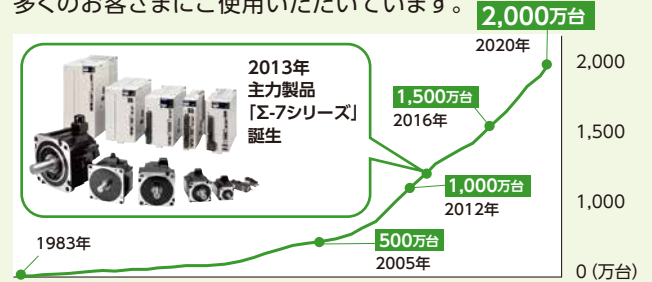 多くのお客さまにご使用いただいています。
2,000万台
2020年
2,000
2013年
主力製品
「Σ-7シリーズ」
誕生
1,500万台
2016年
1,500
1,000万台
2012年
1,000
1983年
500万台
2005年
0 (万台)